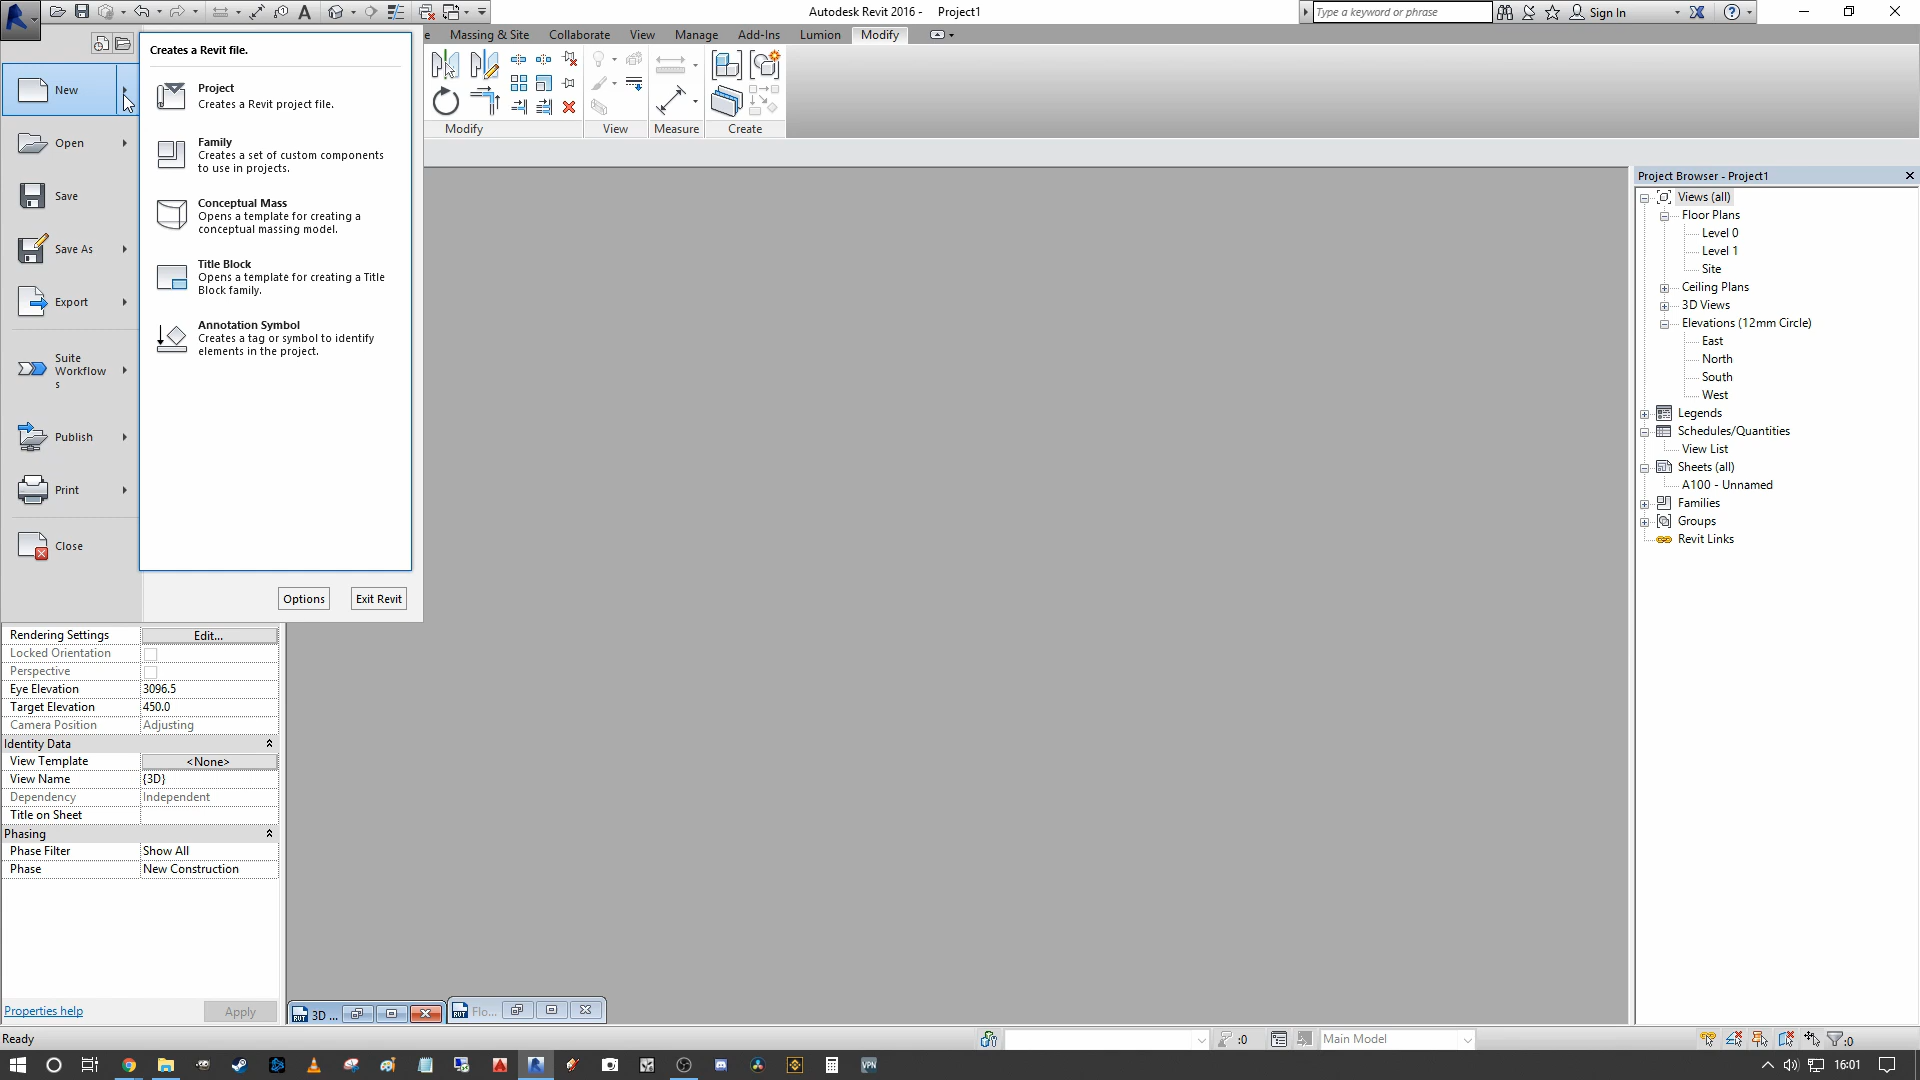 Autodesk Revit 2016 - Project1
Type a keyword or phrase
Sign In
e Massing & Site Collaborate View Manage Add-Ins Lumion Modify
Modify View Measure Create
New
Open
Save
Save As
Export
Suite
Workflow
s
Publish
Print
Close
Creates a Revit file.
Project
Creates a Revit project file.
Family
Creates a set of custom components
to use in projects.
Conceptual Mass
Opens a template for creating a
conceptual massing model.
Title Block
Opens a template for creating a Title
Block family.
Annotation Symbol
Creates a tag or symbol to identify
elements in the project.
Options Exit Revit
Rendering Settings Edit...
Locked Orientation
Perspective
Eye Elevation 3096.5
Target Elevation 450.0
Camera Position Adjusting
Identity Data
View Template <None>
View Name {3D}
Dependency Independent
Title on Sheet
Phasing
Phase Filter Show All
Phase New Construction
Properties help Apply
3D ...
Flo...
Project Browser - Project1
Views (all)
Floor Plans
Level 0
Level 1
Site
Ceiling Plans
3D Views
Elevations (12mm Circle)
East
North
South
West
Legends
Schedules/Quantities
View List
Sheets (all)
A100 - Unnamed
Families
Groups
Revit Links
Ready
:0
Main Model
:0
VPN
16:01